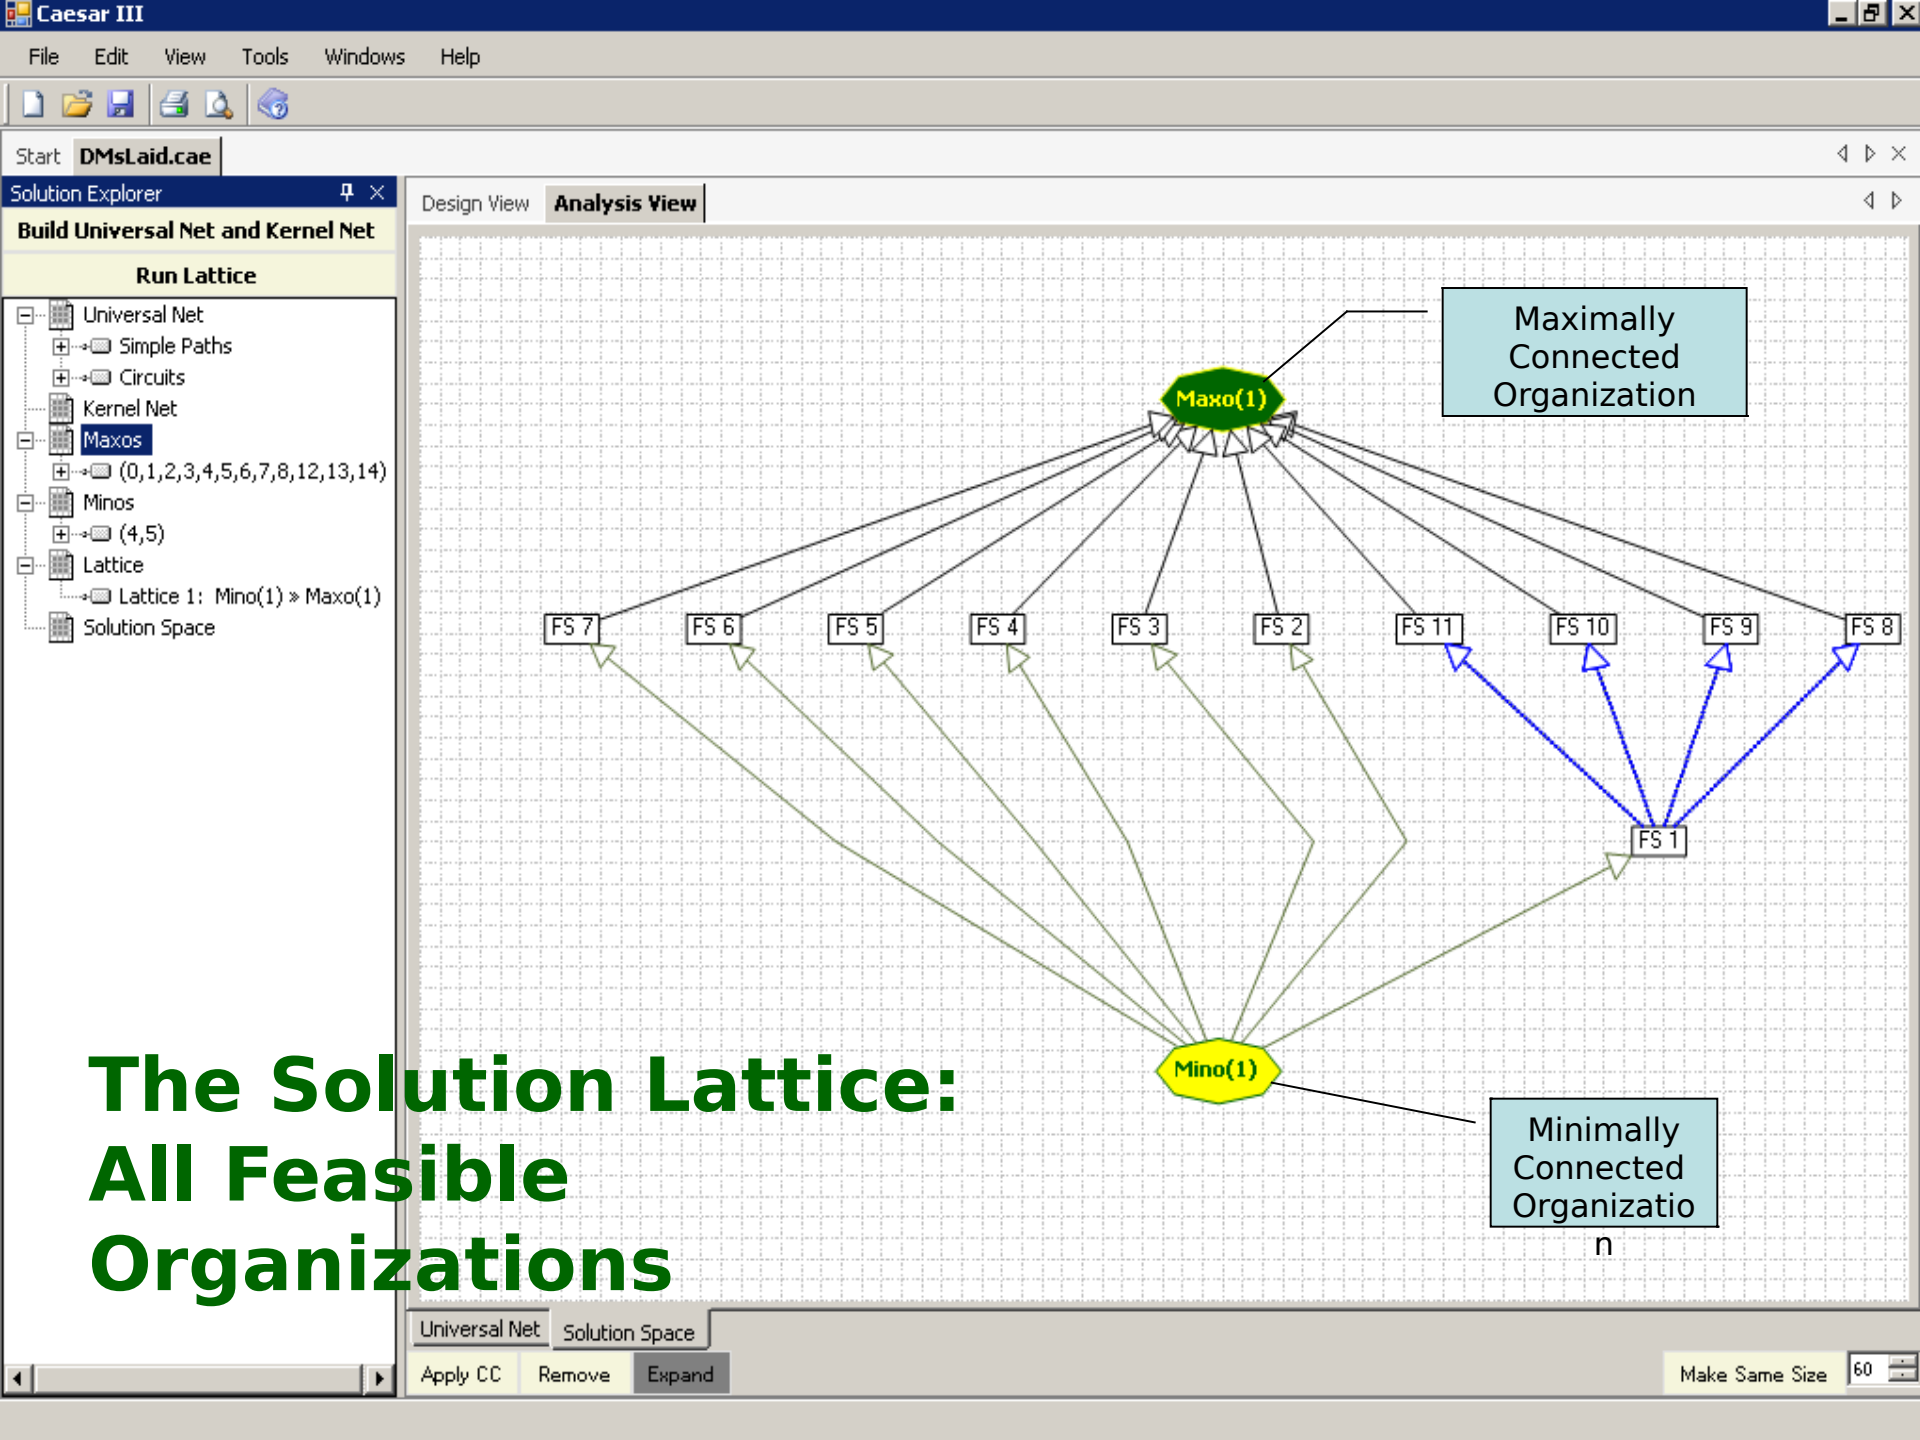 Caesar III
File Edit View Tools Windows Help
Start DMsLaid.cae
Solution Explorer
Build Universal Net and Kernel Net
Run Lattice
Universal Net
Simple Paths
Circuits
Kernel Net
Maxos
(0,1,2,3,4,5,6,7,8,12,13,14)
Minos
(4,5)
Lattice
Lattice 1: Mino(1) » Maxo(1)
Solution Space
Design View Analysis View
Maximally
Connected
Organization
Maxo(1)
FS 7 FS 6 FS 5 FS 4 FS 3 FS 2 FS 11 FS 10 FS 9 FS 8
FS 1
Mino(1)
Minimally
Connected
Organizatio
n
The Solution Lattice:
All Feasible
Organizations
Universal Net Solution Space
Apply CC Remove Expand Make Same Size 60